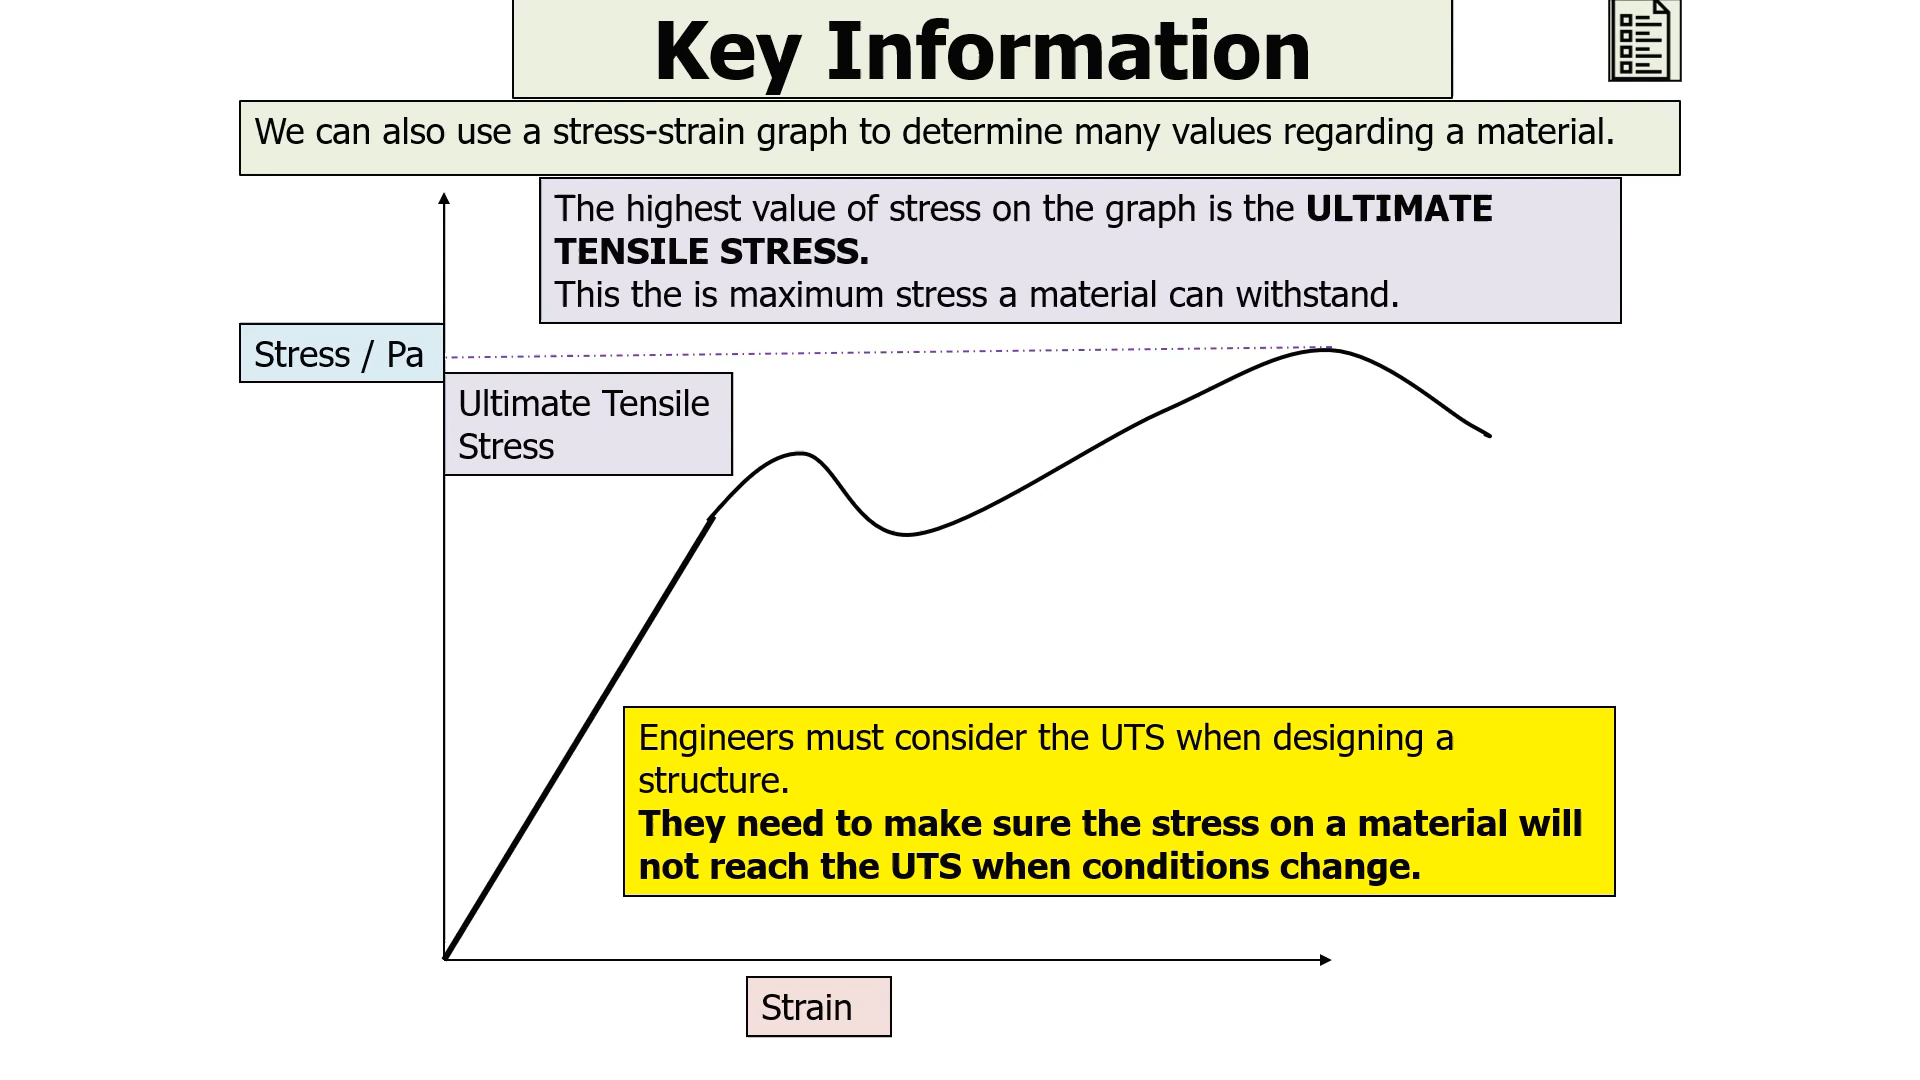 Key Information
We can also use a stress-strain graph to determine many values regarding a material.
The highest value of stress on the graph is the ULTIMATE
TENSILE STRESS.
This the is maximum stress a material can withstand.
Stress / Pa
Ultimate Tensile
Stress
Engineers must consider the UTS when designing a
structure.
They need to make sure the stress on a material will
not reach the UTS when conditions change.
Strain